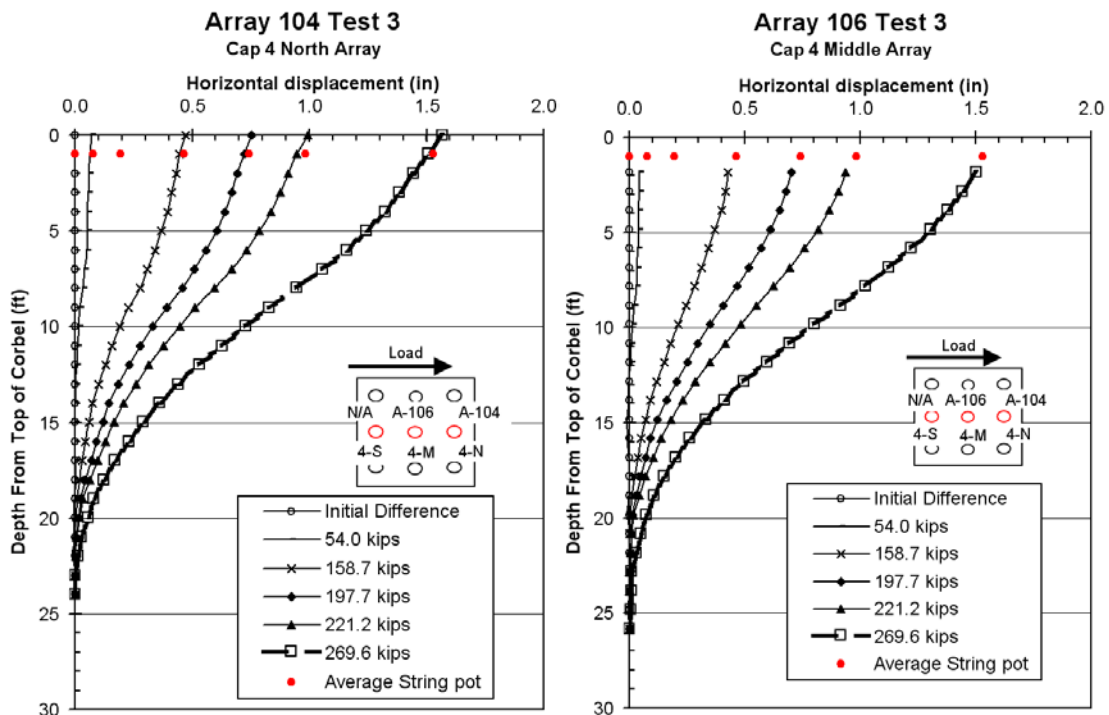 Array 104 Test 3
Cap 4 North Array
Horizontal displacement (in)
0.0 0.5 1.0 1.5 2.0
0
5
10
15
20
25
30
Depth From Top of Corbel (ft)
Load
N/A A-106 A-104
4-S 4-M 4-N
Initial Difference
54.0 kips
158.7 kips
197.7 kips
221.2 kips
269.6 kips
Average String pot
Array 106 Test 3
Cap 4 Middle Array
Horizontal displacement (in)
0.0 0.5 1.0 1.5 2.0
0
5
10
15
20
25
30
Depth From Top of Corbel (ft)
Load
N/A A-106 A-104
4-S 4-M 4-N
Initial Difference
54.0 kips
158.7 kips
197.7 kips
221.2 kips
269.6 kips
Average String pot